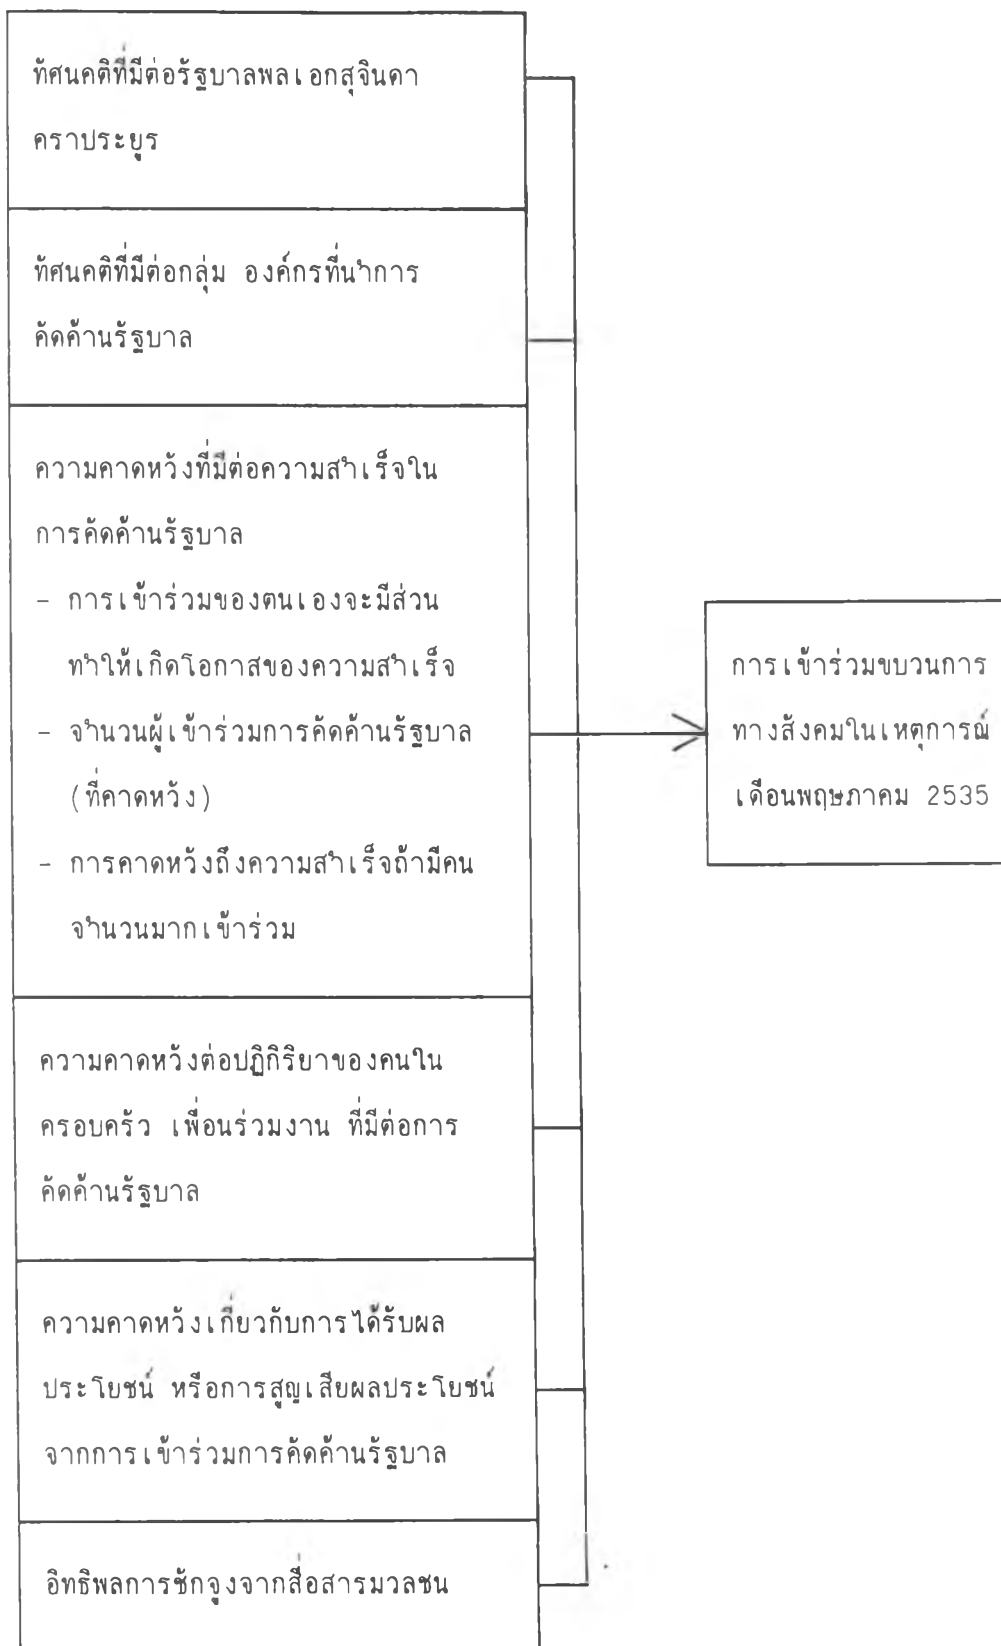 ทัศนคติที่มีต่อรัฐบาลพลเอกสุจินดา
คราประยูร
ทัศนคติที่มีต่อกลุ่ม องค์กรที่นำการ
คัดค้านรัฐบาล
ความคาดหวังที่มีต่อความสำเร็จใน
การคัดค้านรัฐบาล
- การเข้าร่วมของตนเองจะมีส่วน
ทำให้เกิดโอกาสของความสำเร็จ
- จำนวนผู้เข้าร่วมการคัดค้านรัฐบาล
(ที่คาดหวัง)
- การคาดหวังถึงความสำเร็จถ้ามีคน
จำนวนมากเข้าร่วม
ความคาดหวังต่อปฏิกิริยาของคนใน
ครอบครัว เพื่อนร่วมงาน ที่มีต่อการ
คัดค้านรัฐบาล
ความคาดหวังเกี่ยวกับการได้รับผล
ประโยชน์ หรือการสูญเสียผลประโยชน์
จากการเข้าร่วมการคัดค้านรัฐบาล
อิทธิพลการชักจูงจากสื่อสารมวลชน
การเข้าร่วมขบวนการ
ทางสังคมในเหตุการณ์
เดือนพฤษภาคม 2535